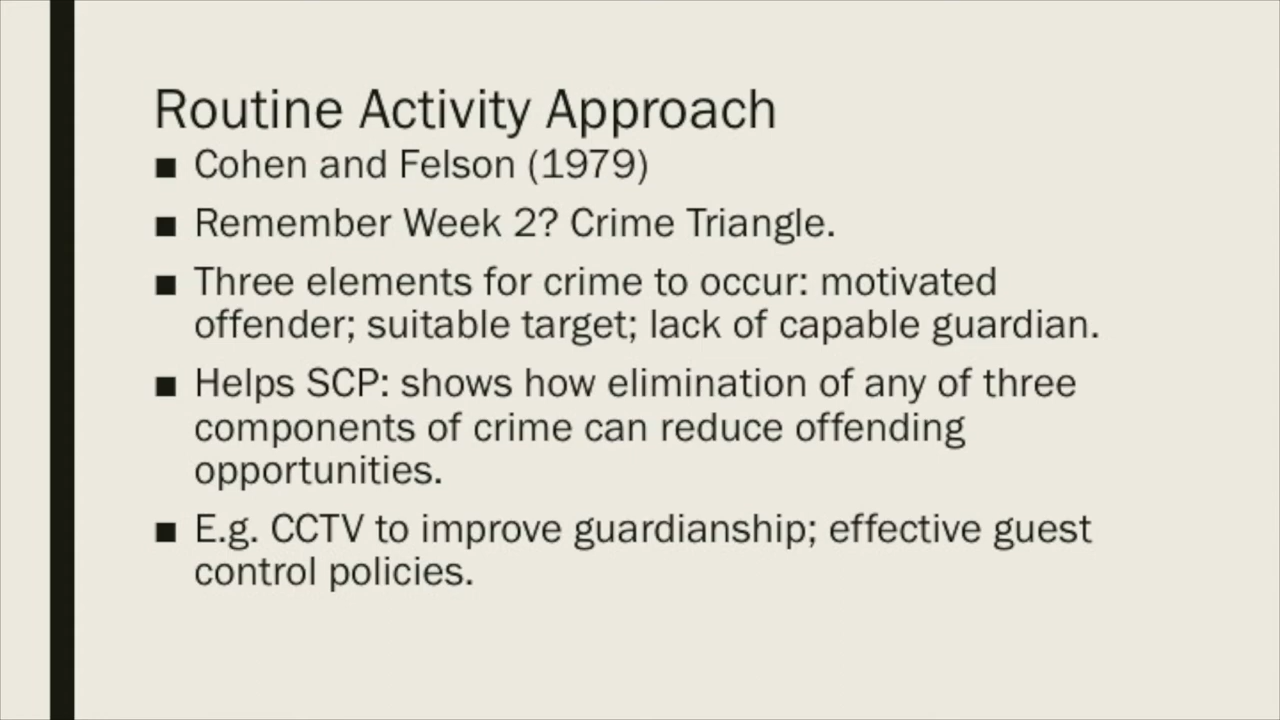 Routine Activity Approach
■ Cohen and Felson (1979)
■ Remember Week 2? Crime Triangle.
■ Three elements for crime to occur: motivated
offender; suitable target; lack of capable guardian.
■ Helps SCP: shows how elimination of any of three
components of crime can reduce offending
opportunities.
■ E.g. CCTV to improve guardianship; effective guest
control policies.